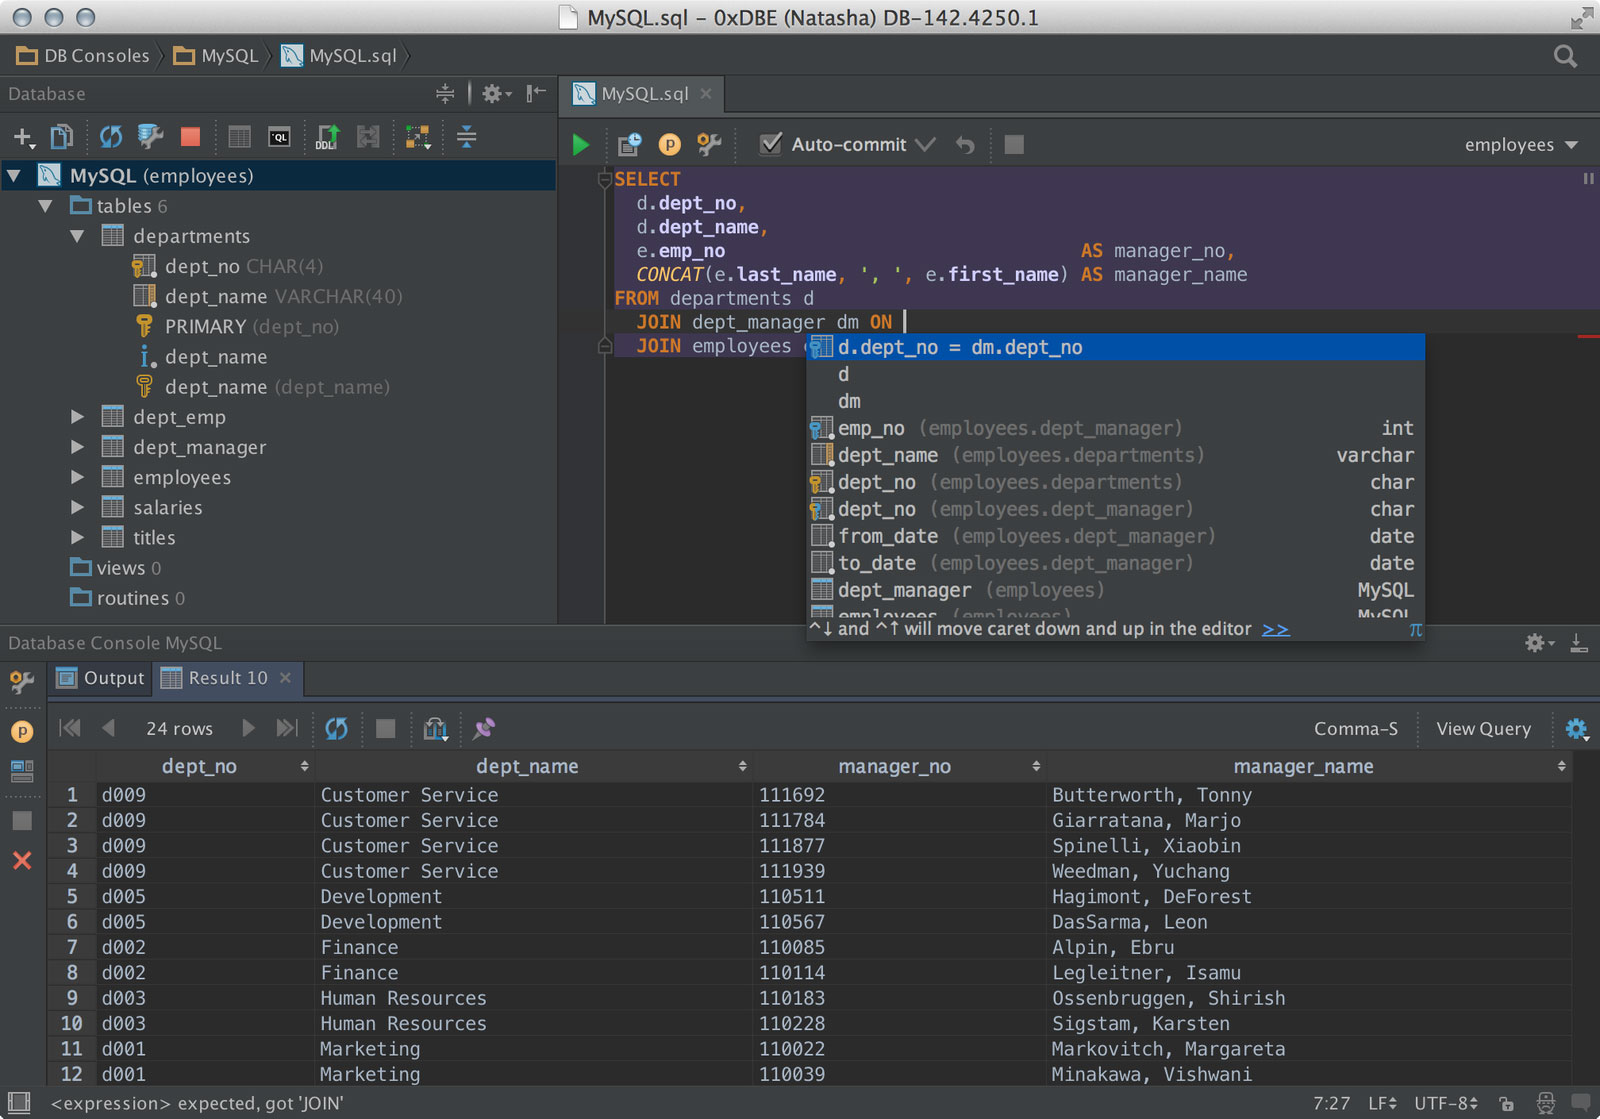 MySQL.sql – 0xDBE (Natasha) DB-142.4250.1
DB Consoles MySQL MySQL.sql
Database
DDL
MySQL (employees)
tables 6
departments
dept_no CHAR(4)
dept_name VARCHAR(40)
PRIMARY (dept_no)
dept_name
dept_name (dept_name)
dept_emp
dept_manager
employees
salaries
titles
views 0
routines 0
MySQL.sql
Auto-commit
employees
SELECT
d.dept_no,
d.dept_name,
e.emp_no AS manager_no,
CONCAT(e.last_name, ', ', e.first_name) AS manager_name
FROM departments d
JOIN dept_manager dm ON
JOIN employees
d.dept_no = dm.dept_no
d
dm
emp_no (employees.dept_manager) int
dept_name (employees.departments) varchar
dept_no (employees.departments) char
dept_no (employees.dept_manager) char
from_date (employees.dept_manager) date
to_date (employees.dept_manager) date
dept_manager (employees) MySQL
employees (employees) MySQL
^↓ and ^↑ will move caret down and up in the editor >> π
Database Console MySQL
Output Result 10
24 rows Comma-S View Query
dept_no dept_name manager_no manager_name
1 d009 Customer Service 111692 Butterworth, Tonny
2 d009 Customer Service 111784 Giarratana, Marjo
3 d009 Customer Service 111877 Spinelli, Xiaobin
4 d009 Customer Service 111939 Weedman, Yuchang
5 d005 Development 110511 Hagimont, DeForest
6 d005 Development 110567 DasSarma, Leon
7 d002 Finance 110085 Alpin, Ebru
8 d002 Finance 110114 Legleitner, Isamu
9 d003 Human Resources 110183 Ossenbruggen, Shirish
10 d003 Human Resources 110228 Sigstam, Karsten
11 d001 Marketing 110022 Markovitch, Margareta
12 d001 Marketing 110039 Minakawa, Vishwani
<expression> expected, got 'JOIN' 7:27 LF UTF-8